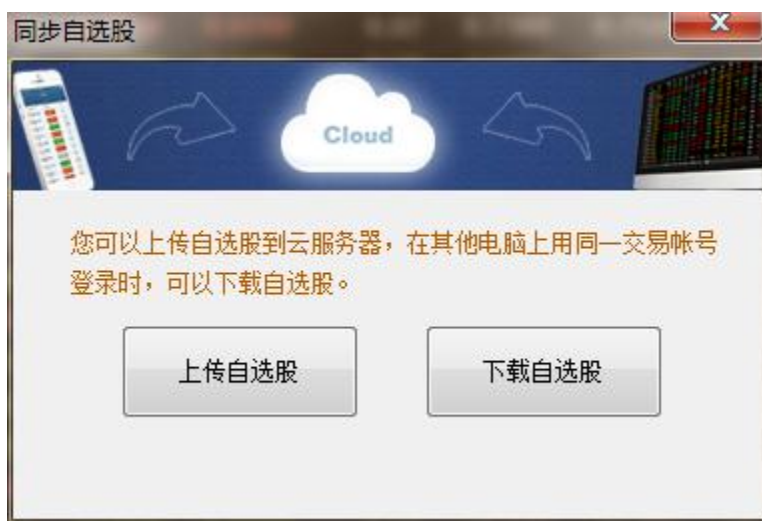 同步自选股
Cloud
您可以上传自选股到云服务器，在其他电脑上用同一交易帐号
登录时，可以下载自选股。
上传自选股
下载自选股